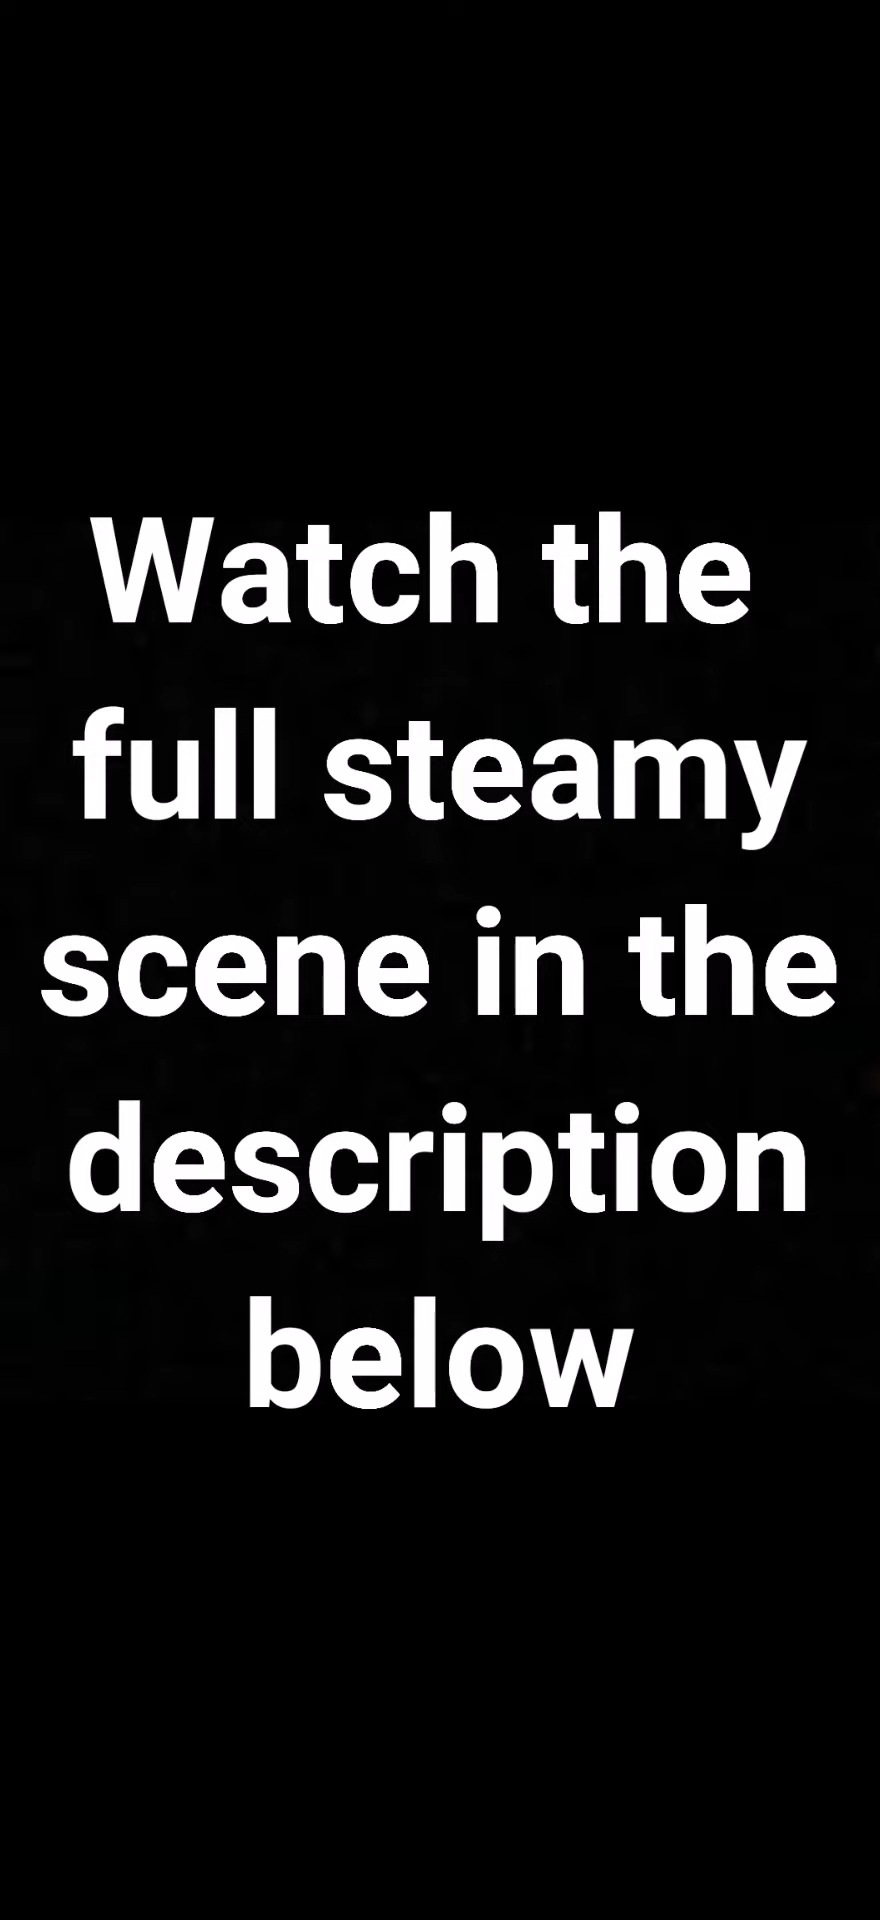 Watch the
full steamy
scene in the
description
below